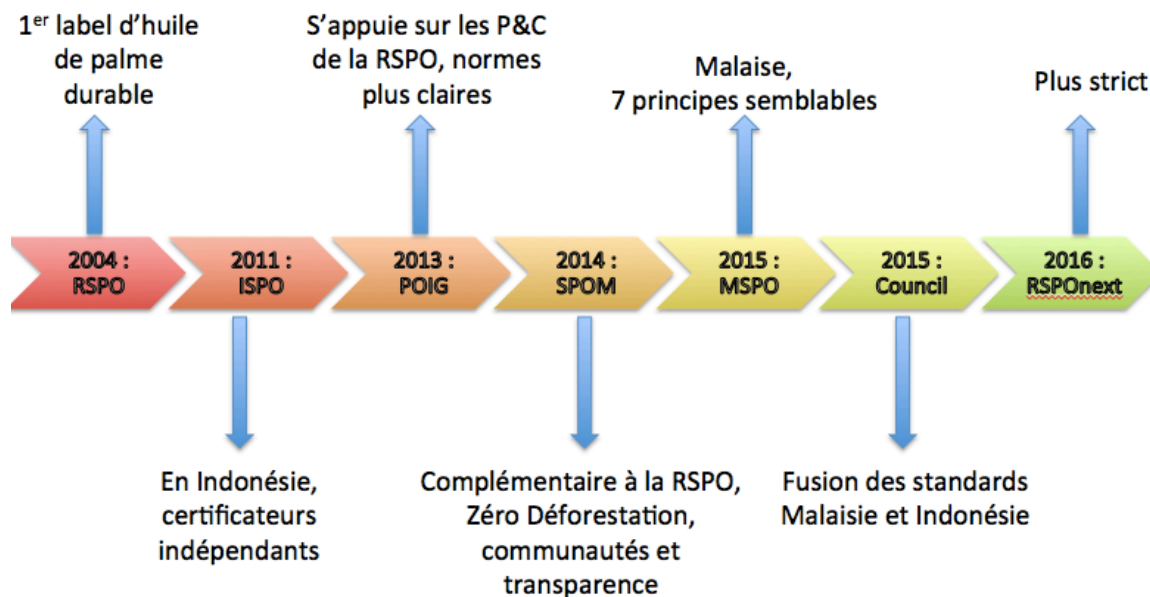 1er label d’huile
de palme
durable
S’appuie sur les P&C
de la RSPO, normes
plus claires
Malaise,
7 principes semblables
Plus strict
2004 :
RSPO
2011 :
ISPO
2013 :
POIG
2014 :
SPOM
2015 :
MSPO
2015 :
Council
2016 :
RSPOnext
En Indonésie,
certificateurs
indépendants
Complémentaire à la RSPO,
Zéro Déforestation,
communautés et
transparence
Fusion des standards
Malaisie et Indonésie